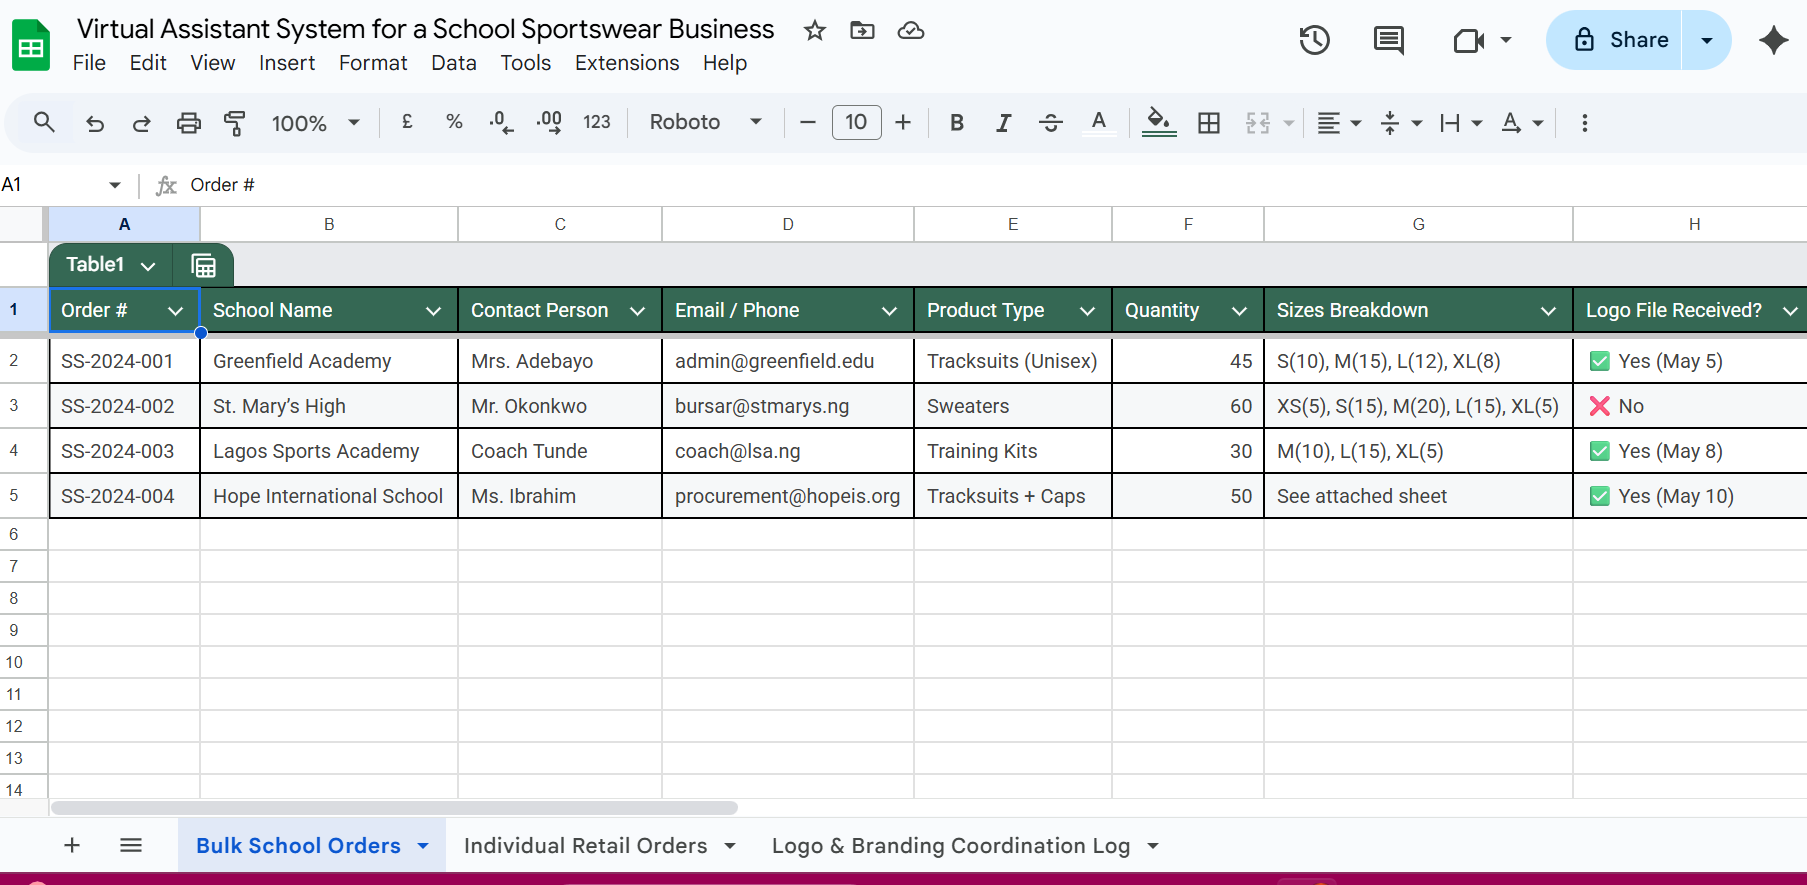 Virtual Assistant System for a School Sportswear Business
File Edit View Insert Format Data Tools Extensions Help
Share
100% £ % .0 .00 123 Roboto 10 B I S A A
A1 fx Order #
A B C D E F G H
Table1
1 Order # School Name Contact Person Email / Phone Product Type Quantity Sizes Breakdown Logo File Received?
2 SS-2024-001 Greenfield Academy Mrs. Adebayo admin@greenfield.edu Tracksuits (Unisex) 45 S(10), M(15), L(12), XL(8) ✅ Yes (May 5)
3 SS-2024-002 St. Mary’s High Mr. Okonkwo bursar@stmarys.ng Sweaters 60 XS(5), S(15), M(20), L(15), XL(5) ❌ No
4 SS-2024-003 Lagos Sports Academy Coach Tunde coach@lsa.ng Training Kits 30 M(10), L(15), XL(5) ✅ Yes (May 8)
5 SS-2024-004 Hope International School Ms. Ibrahim procurement@hopeis.org Tracksuits + Caps 50 See attached sheet ✅ Yes (May 10)
6
7
8
9
10
11
12
13
14
Bulk School Orders Individual Retail Orders Logo & Branding Coordination Log